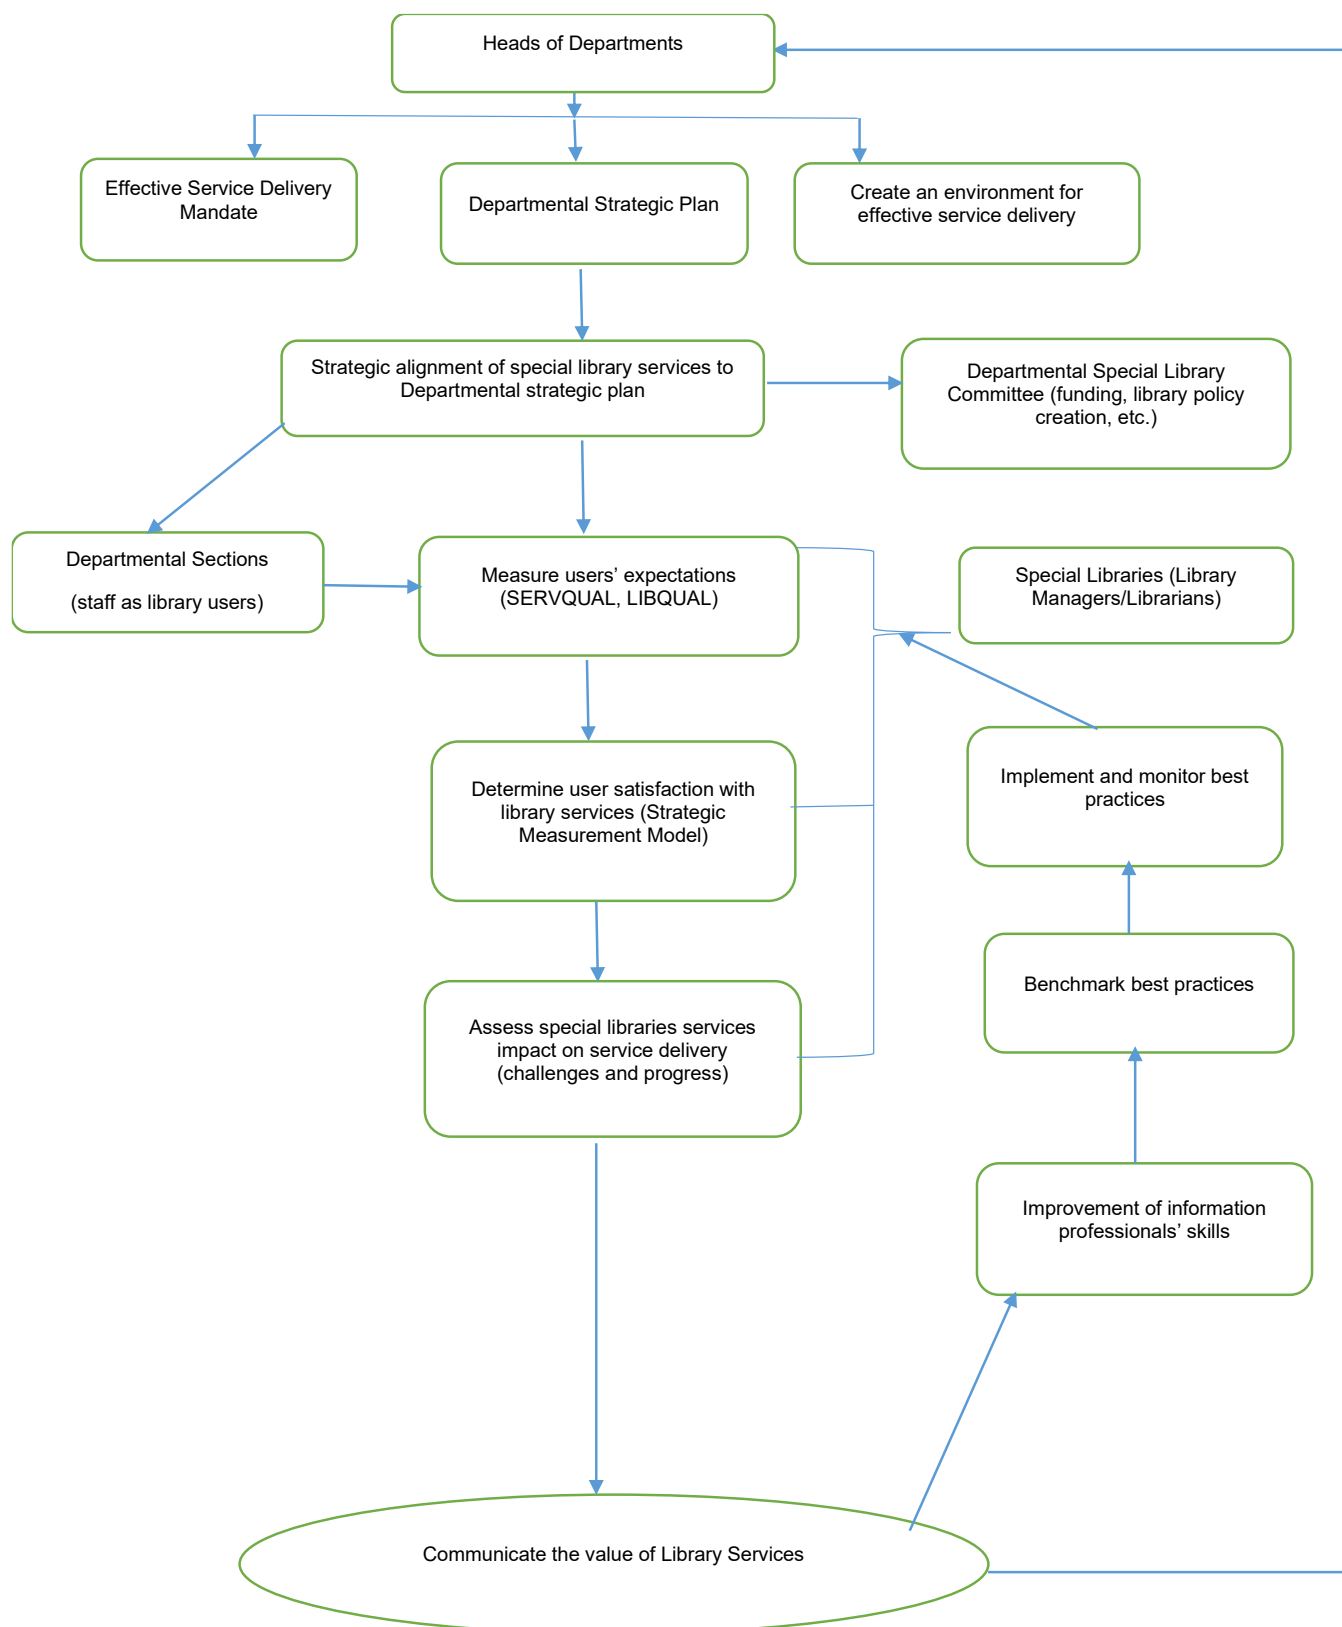 Heads of Departments
Effective Service Delivery
Mandate
Departmental Strategic Plan
Create an environment for
effective service delivery
Strategic alignment of special library services to
Departmental strategic plan
Departmental Special Library
Committee (funding, library policy
creation, etc.)
Departmental Sections
(staff as library users)
Measure users’ expectations
(SERVQUAL, LIBQUAL)
Special Libraries (Library
Managers/Librarians)
Determine user satisfaction with
library services (Strategic
Measurement Model)
Implement and monitor best
practices
Assess special libraries services
impact on service delivery
(challenges and progress)
Benchmark best practices
Improvement of information
professionals’ skills
Communicate the value of Library Services